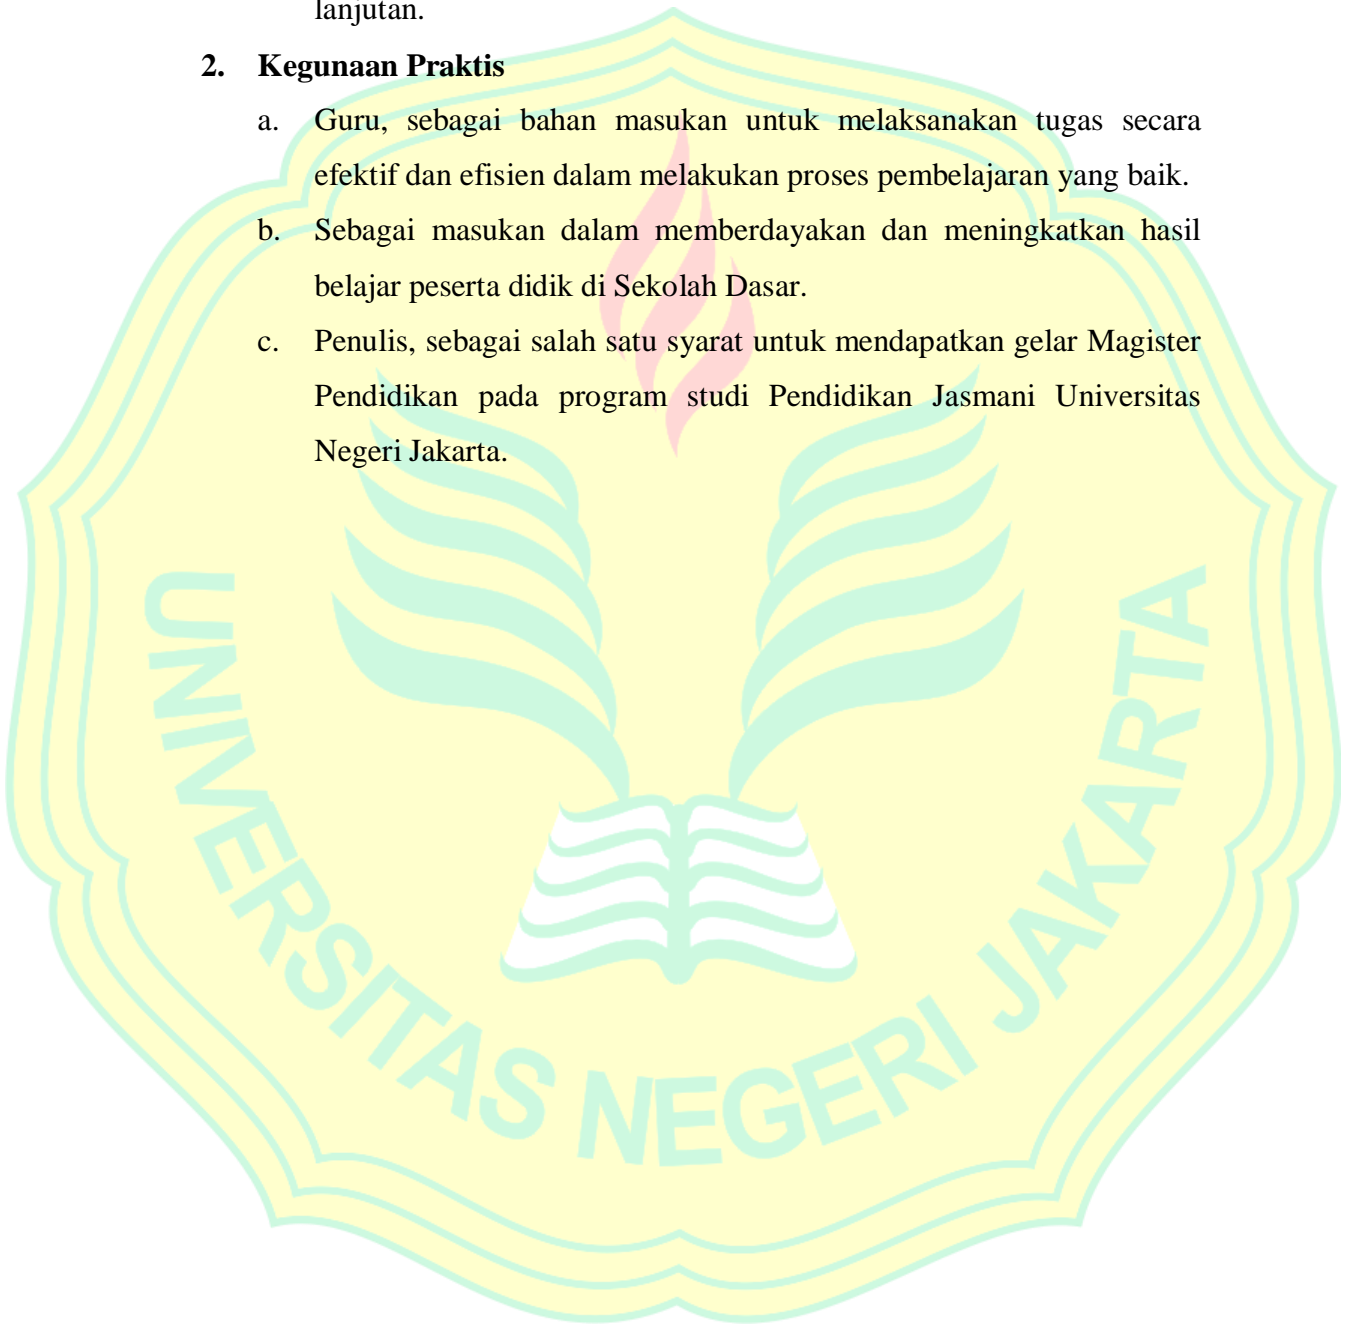 lanjutan.
2. Kegunaan Praktis
a. Guru, sebagai bahan masukan untuk melaksanakan tugas secara
efektif dan efisien dalam melakukan proses pembelajaran yang baik.
b. Sebagai masukan dalam memberdayakan dan meningkatkan hasil
belajar peserta didik di Sekolah Dasar.
c. Penulis, sebagai salah satu syarat untuk mendapatkan gelar Magister
Pendidikan pada program studi Pendidikan Jasmani Universitas
Negeri Jakarta.
UNIVERSITAS NEGERI JAKARTA